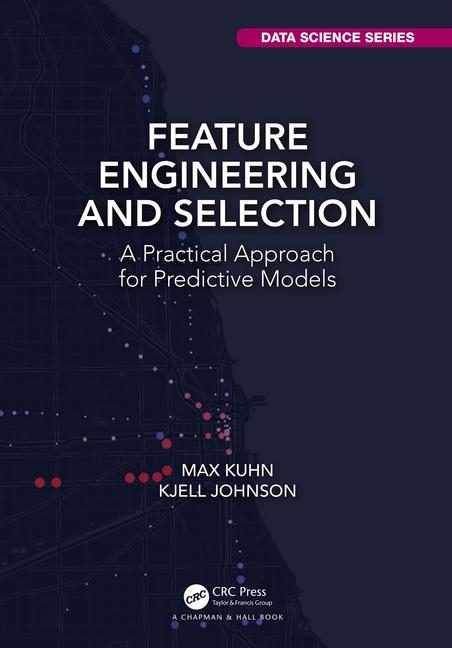 DATA SCIENCE SERIES
FEATURE
ENGINEERING
AND SELECTION
A Practical Approach
for Predictive Models
MAX KUHN
KJELL JOHNSON
CRC
CRC Press
Taylor & Francis Group
A CHAPMAN & HALL BOOK